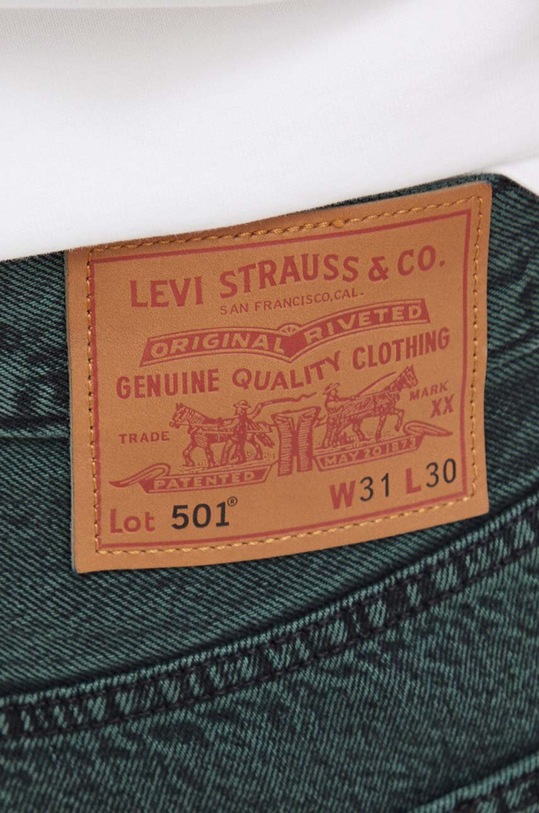 LEVI STRAUSS & CO.
SAN FRANCISCO, CAL.
ORIGINAL RIVETED
GENUINE QUALITY CLOTHING
TRADE MARK
XX
PATENTED MAY 20 1873
Lot 501® W31 L30